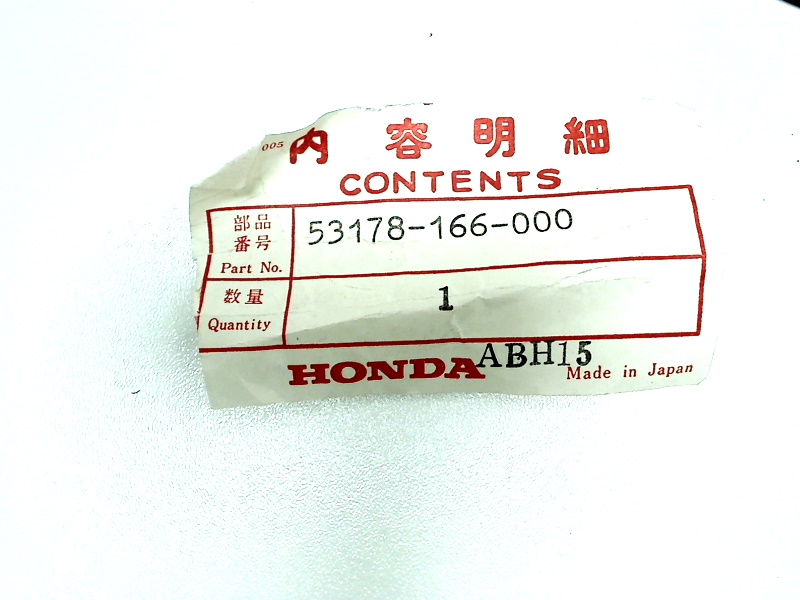 005 内容明細
CONTENTS
部品
番号
Part No.
53178-166-000
数量
Quantity
1
HONDA ABH15
Made in Japan